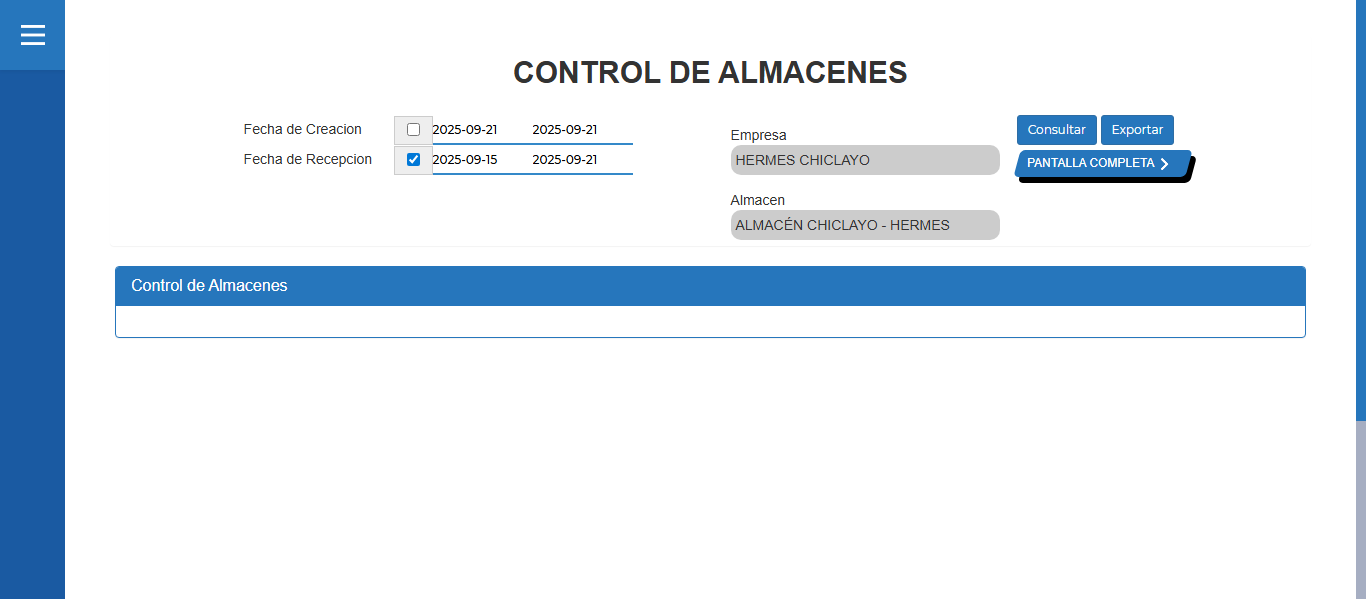 CONTROL DE ALMACENES
Fecha de Creacion 2025-09-21 2025-09-21
Fecha de Recepcion 2025-09-15 2025-09-21
Empresa
HERMES CHICLAYO
Almacen
ALMACÉN CHICLAYO - HERMES
Consultar Exportar
PANTALLA COMPLETA
Control de Almacenes